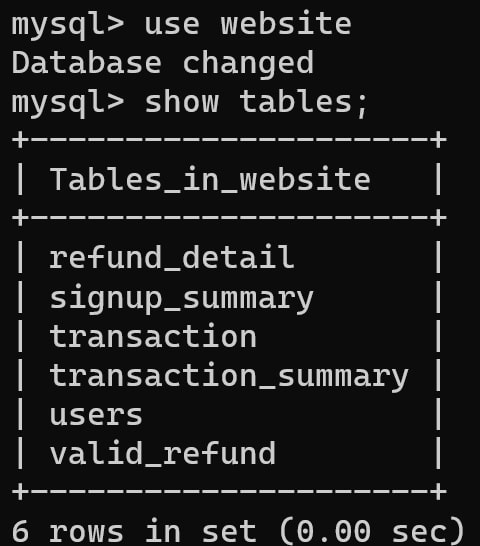 mysql> use website
Database changed
mysql> show tables;
+---------------------+
| Tables_in_website   |
+---------------------+
| refund_detail       |
| signup_summary      |
| transaction         |
| transaction_summary |
| users               |
| valid_refund        |
+---------------------+
6 rows in set (0.00 sec)